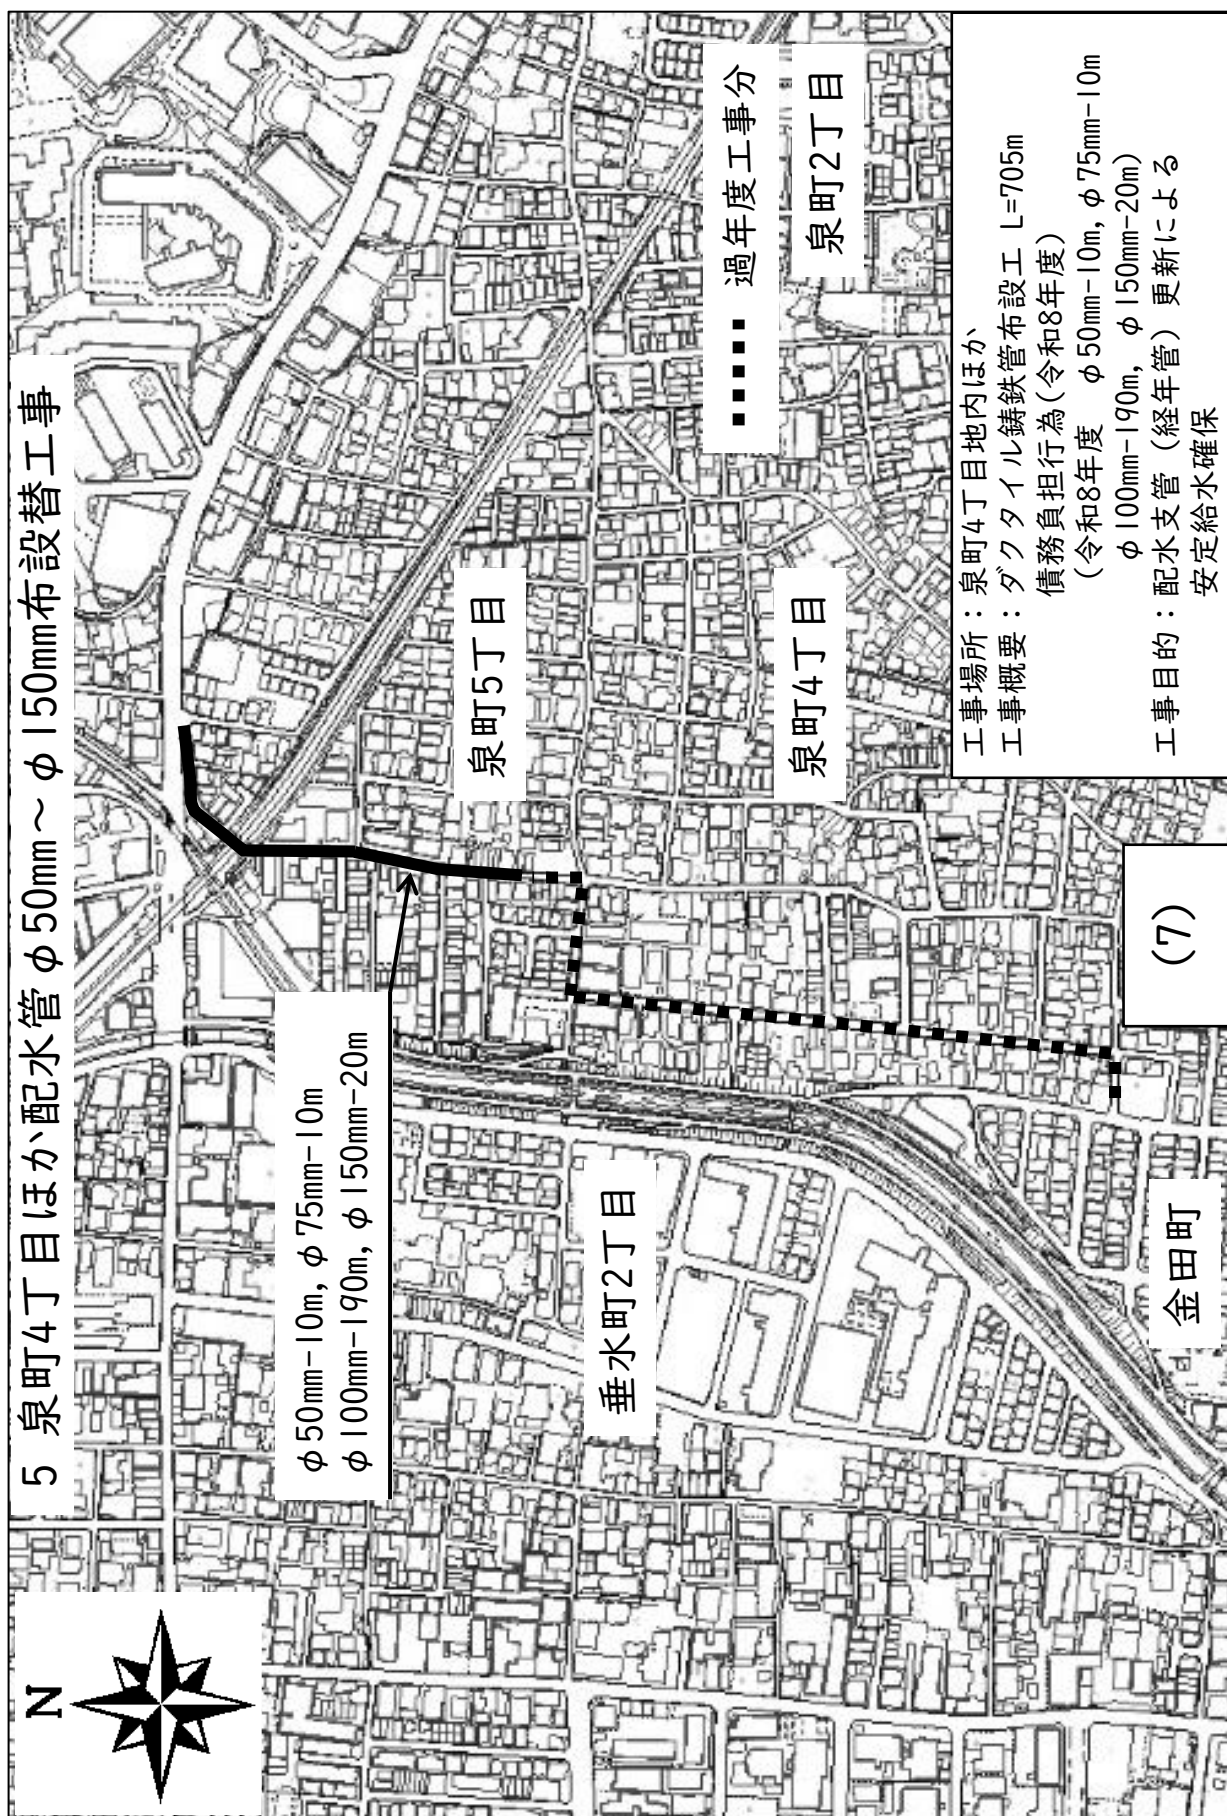 5 泉町4丁目ほか配水管φ50mm～φ150mm布設替工事
N
φ50mm-10m, φ75mm-10m
φ100mm-190m, φ150mm-20m
泉町5丁目
垂水町2丁目
過年度工事分
泉町2丁目
泉町4丁目
金田町
工事場所：泉町4丁目地内ほか
工事概要：ダクタイル鋳鉄管布設工 L=705m
債務負担行為(令和8年度)
(令和8年度 φ50mm-10m, φ75mm-10m
φ100mm-190m, φ150mm-20m)
工事目的：配水支管（経年管）更新による
安定給水確保
(7)